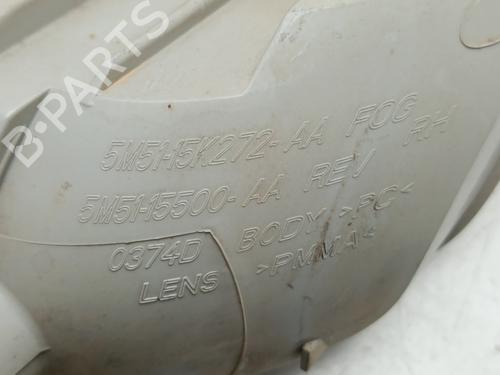 5M51-15K272-AA FOG
5M51-15500-AA REV RH
0374D BODY >PC<
LENS >PMMA<
B-PARTS